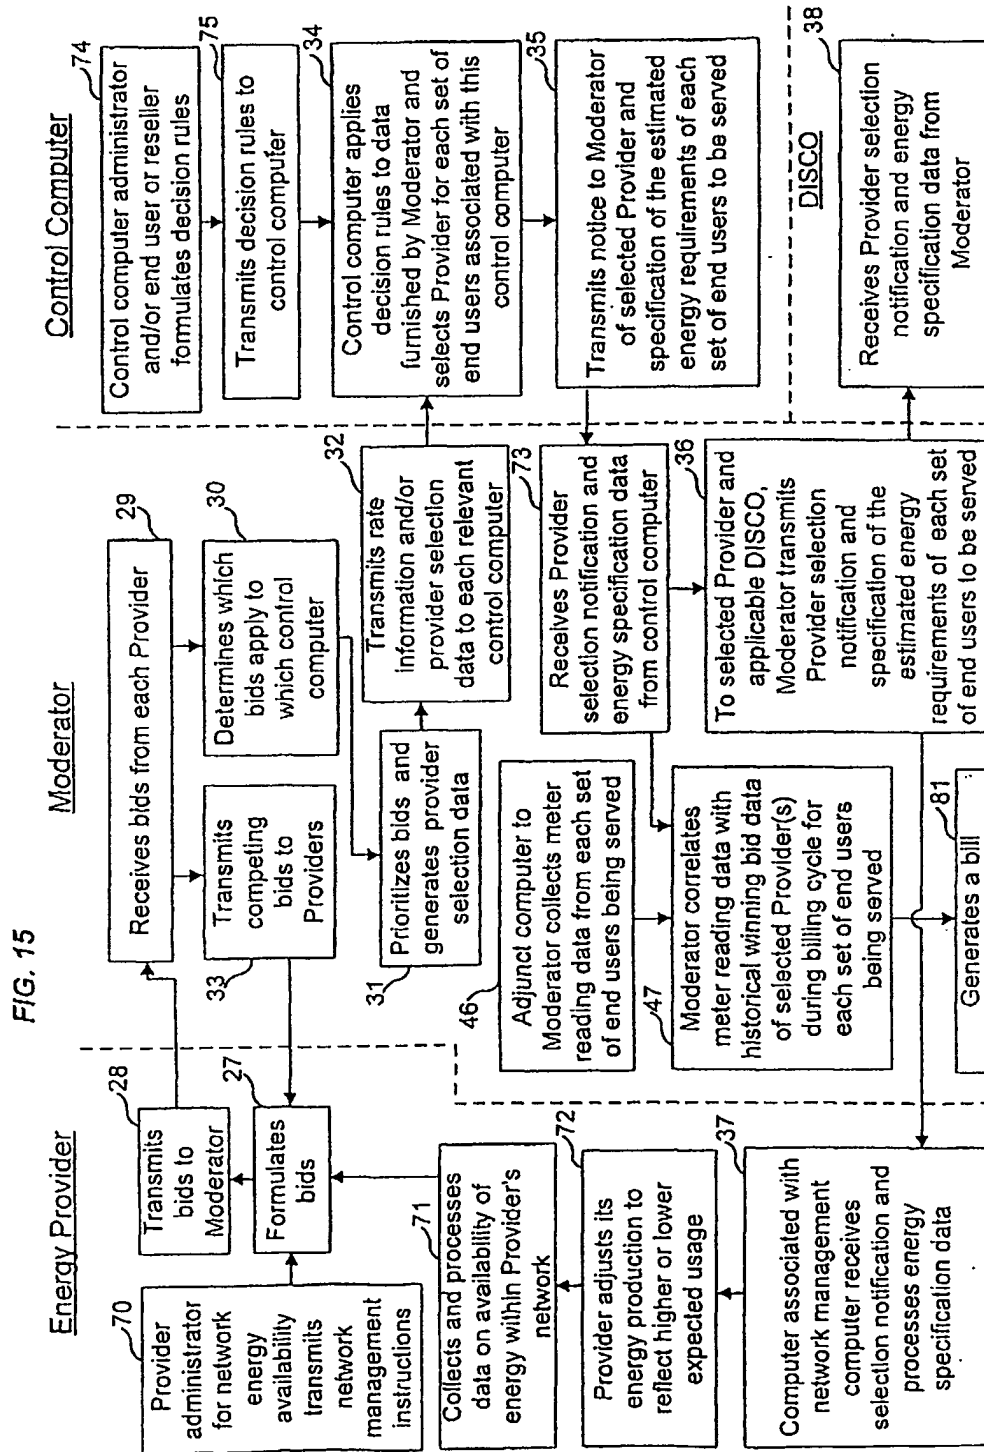 FIG. 15
Energy Provider
70
Provider
administrator
for network
energy
availability
transmits
network
management
instructions
28
Transmits
bids to
Moderator
27
Formulates
bids
71
Collects and processes
data on availability of
energy within Provider's
network
72
Provider adjusts its
energy production to
reflect higher or lower
expected usage
37
Computer associated with
network management
computer receives
selection notification and
processes energy
specification data
Moderator
29
Receives bids from each Provider
33
Transmits
competing
bids to
Providers
30
Determines which
bids apply to
which control
computer
31
Prioritizes bids and
generates provider
selection data
32
Transmits rate
information and/or
provider selection
data to each relevant
control computer
46
Adjunct computer to
Moderator collects meter
reading data from each set
of end users being served
73
Receives Provider
selection notification and
energy specification data
from control computer
47
Moderator correlates
meter reading data with
historical winning bid data
of selected Provider(s)
during billing cycle for
each set of end users
being served
36
To selected Provider and
applicable DISCO,
Moderator transmits
Provider selection
notification and
specification of the
estimated energy
requirements of each set
of end users to be served
81
Generates a bill
Control Computer
74
Control computer administrator
and/or end user or reseller
formulates decision rules
75
Transmits decision rules to
control computer
34
Control computer applies
decision rules to data
furnished by Moderator and
selects Provider for each set of
end users associated with this
control computer
35
Transmits notice to Moderator
of selected Provider and
specification of the estimated
energy requirements of each
set of end users to be served
DISCO
38
Receives Provider selection
notification and energy
specification data from
Moderator